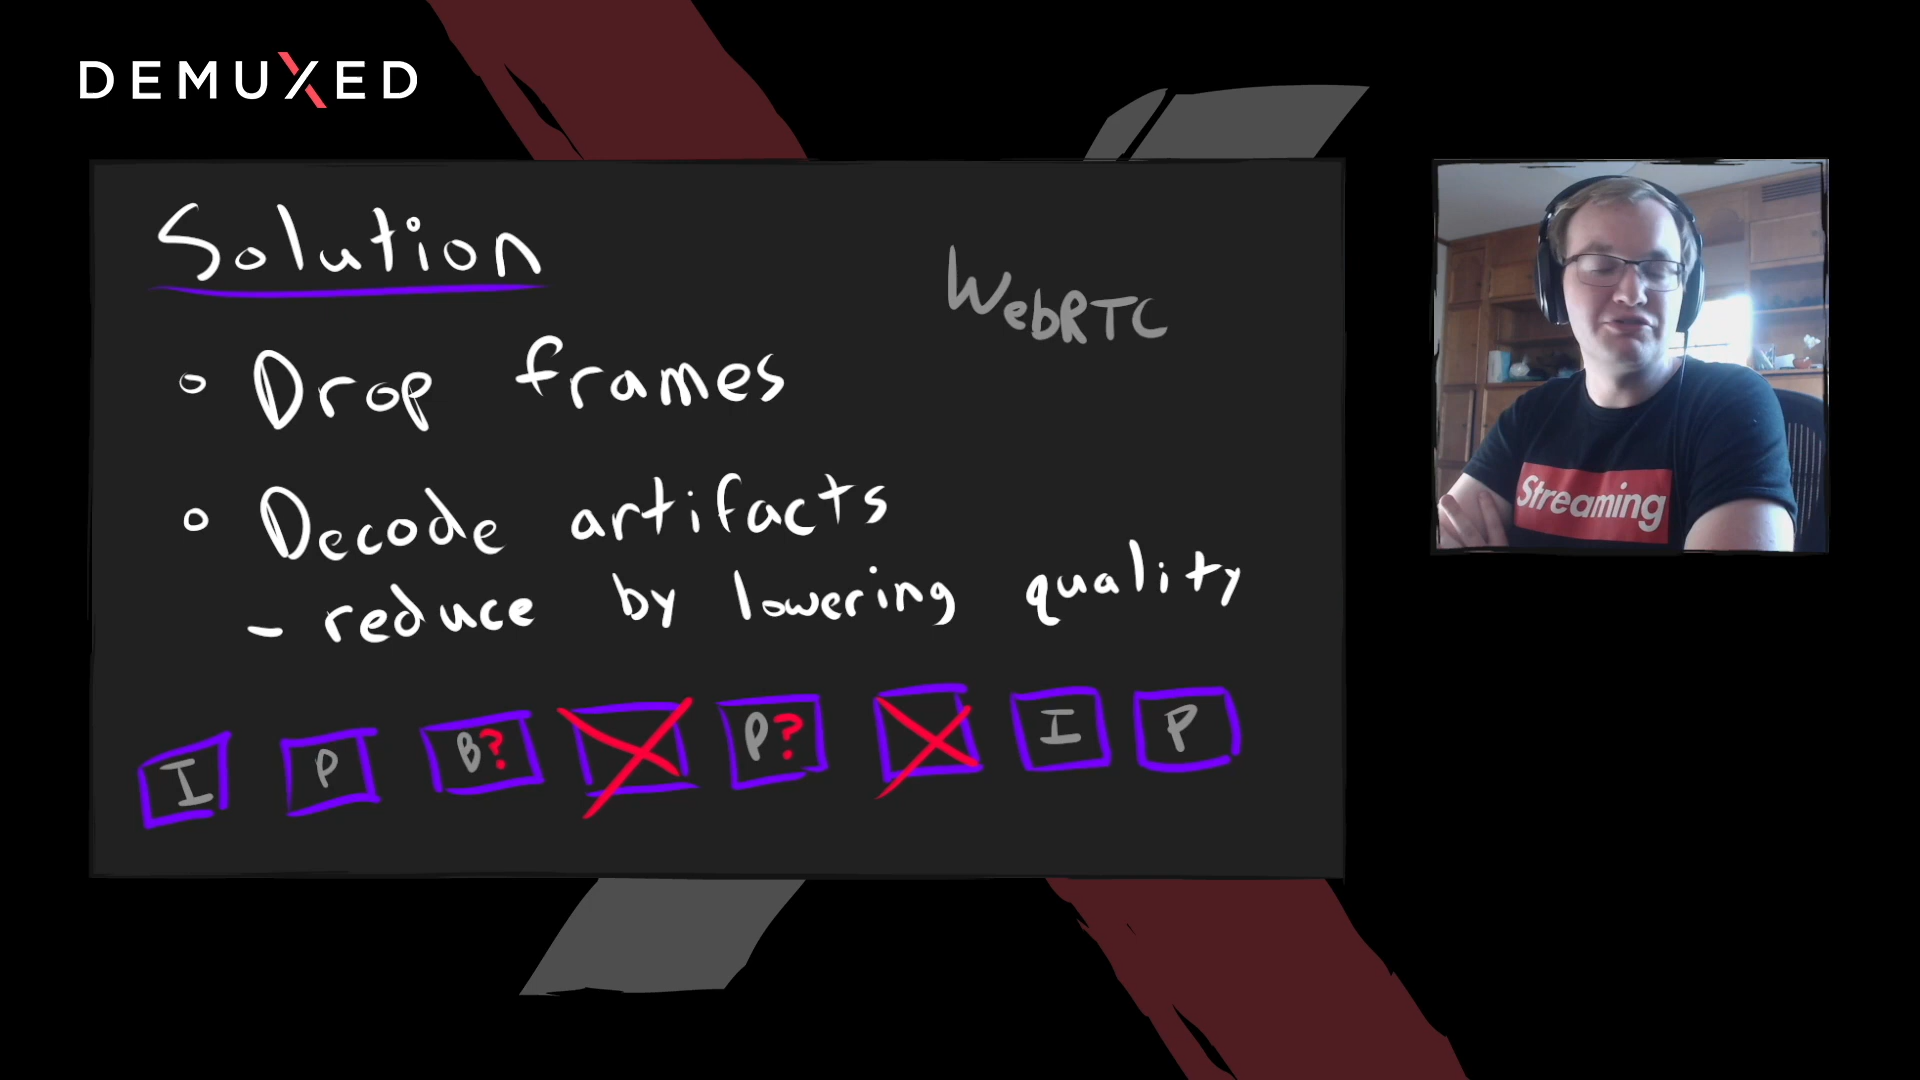 DEMUXED
Solution
WebRTC
Drop frames
Decode artifacts
- reduce by lowering quality
I P B? P? I P
Streaming